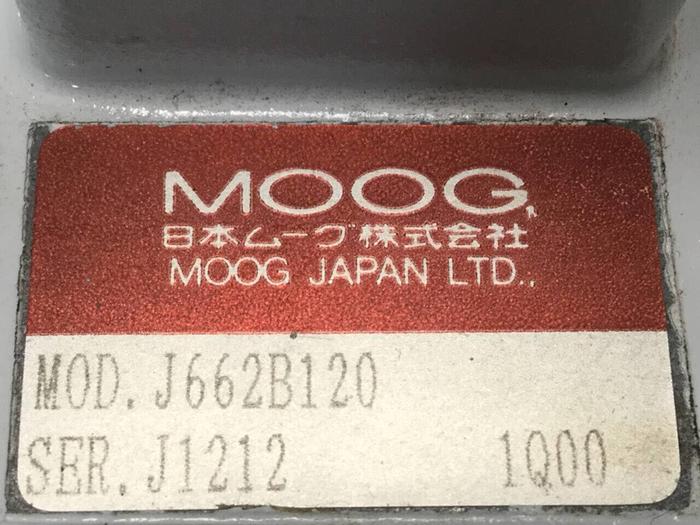 MOOG
日本ムーグ株式会社
MOOG JAPAN LTD.,
MOD. J662B120
SER. J1212 1Q00